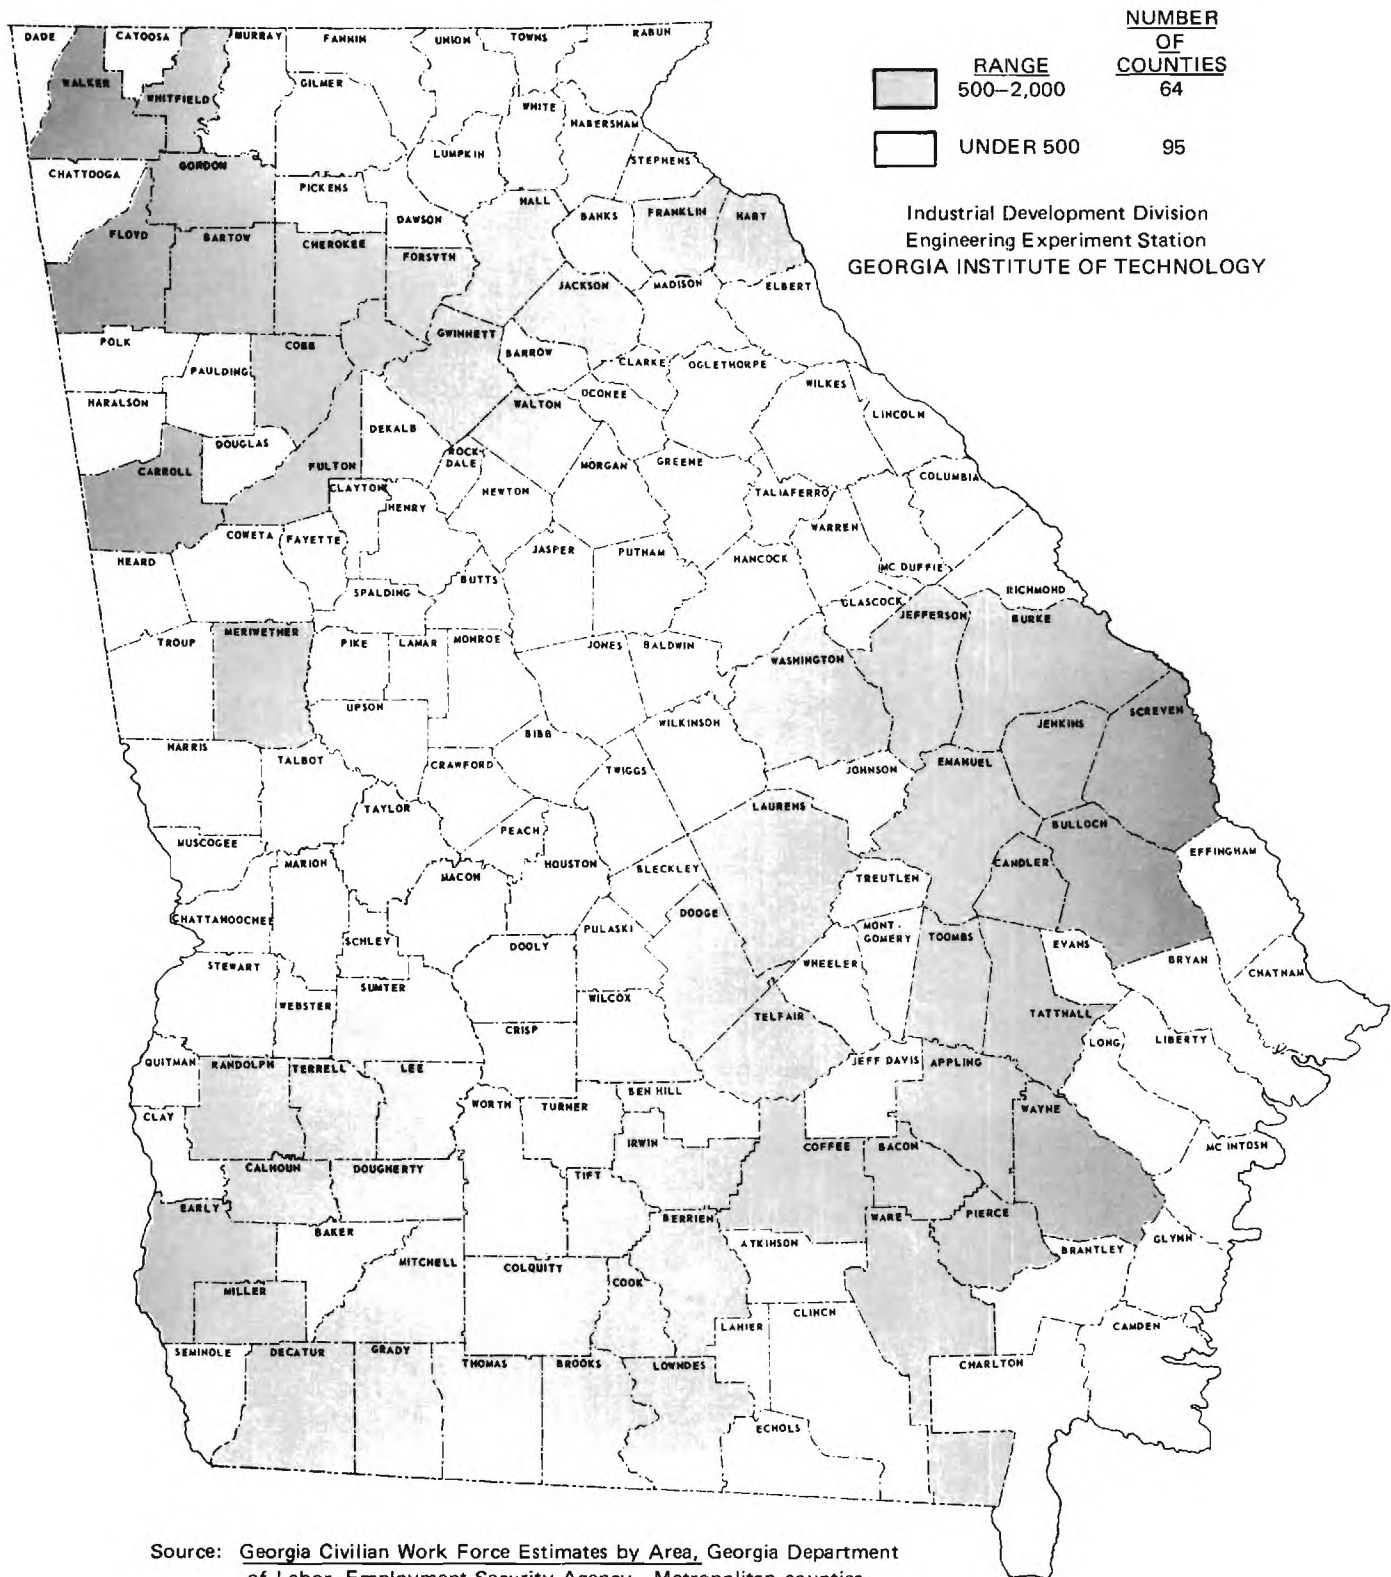 DADE
CATOOSA
MURRAY
FANNIN
UNION
TOWNS
RABUN
WALKER
WHITFIELD
GILMER
WHITE
HABERSHAM
LUMPKIN
STEPHENS
CHATTOOGA
GORDON
PICKENS
DAWSON
HALL
BANKS
FRANKLIN
HART
FLOYD
BARTOW
CHEROKEE
FORSYTH
JACKSON
MADISON
ELBERT
NUMBER
OF
RANGE COUNTIES
500–2,000 64
UNDER 500 95
Industrial Development Division
Engineering Experiment Station
GEORGIA INSTITUTE OF TECHNOLOGY
POLK
PAULDING
COBB
GWINNETT
BARROW
CLARKE
OGLETHORPE
WILKES
LINCOLN
HARALSON
DOUGLAS
DEKALB
WALTON
OCONEE
CARROLL
FULTON
ROCK
DALE
CLAYTON
HENRY
NEWTON
MORGAN
GREENE
TALIAFERRO
COLUMBIA
WARREN
MC DUFFIE
HEARD
COWETA
FAYETTE
SPALDING
BUTTS
JASPER
PUTNAM
HANCOCK
GLASCOCK
RICHMOND
JEFFERSON
BURKE
TROUP
MERIWETHER
PIKE
LAMAR
MONROE
JONES
BALDWIN
WASHINGTON
UPSON
BIBB
WILKINSON
JENKINS
SCREVEN
HARRIS
TALBOT
CRAWFORD
TWIGGS
JOHNSON
EMANUEL
TAYLOR
PEACH
LAURENS
BULLOCH
MUSCOGEE
MARION
MACON
HOUSTON
BLECKLEY
TREUTLEN
CANDLER
EFFINGHAM
CHATTAHOOCHEE
SCHLEY
DOOLY
PULASKI
DODGE
MONT-
GOMERY
TOOMBS
EVANS
BRYAN
CHATHAM
STEWART
WEBSTER
SUMTER
CRISP
WILCOX
WHEELER
TELFAIR
TATTNALL
LONG
LIBERTY
QUITMAN
RANDOLPH
TERRELL
LEE
JEFF DAVIS
APPLING
CLAY
WORTH
TURNER
BEN HILL
IRWIN
COFFEE
BACON
WAYNE
MC INTOSH
CALHOUN
DOUGHERTY
TIFT
EARLY
BAKER
BERRIEN
WARE
PIERCE
ATKINSON
BRANTLEY
GLYNN
MILLER
MITCHELL
COLQUITT
COOK
LANIER
CLINCH
CAMDEN
SEMINOLE
DECATUR
GRADY
THOMAS
BROOKS
LOWNDES
CHARLTON
ECHOLS
Source: Georgia Civilian Work Force Estimates by Area, Georgia Department
of Labor, Employment Security Agency. Metropolitan counties